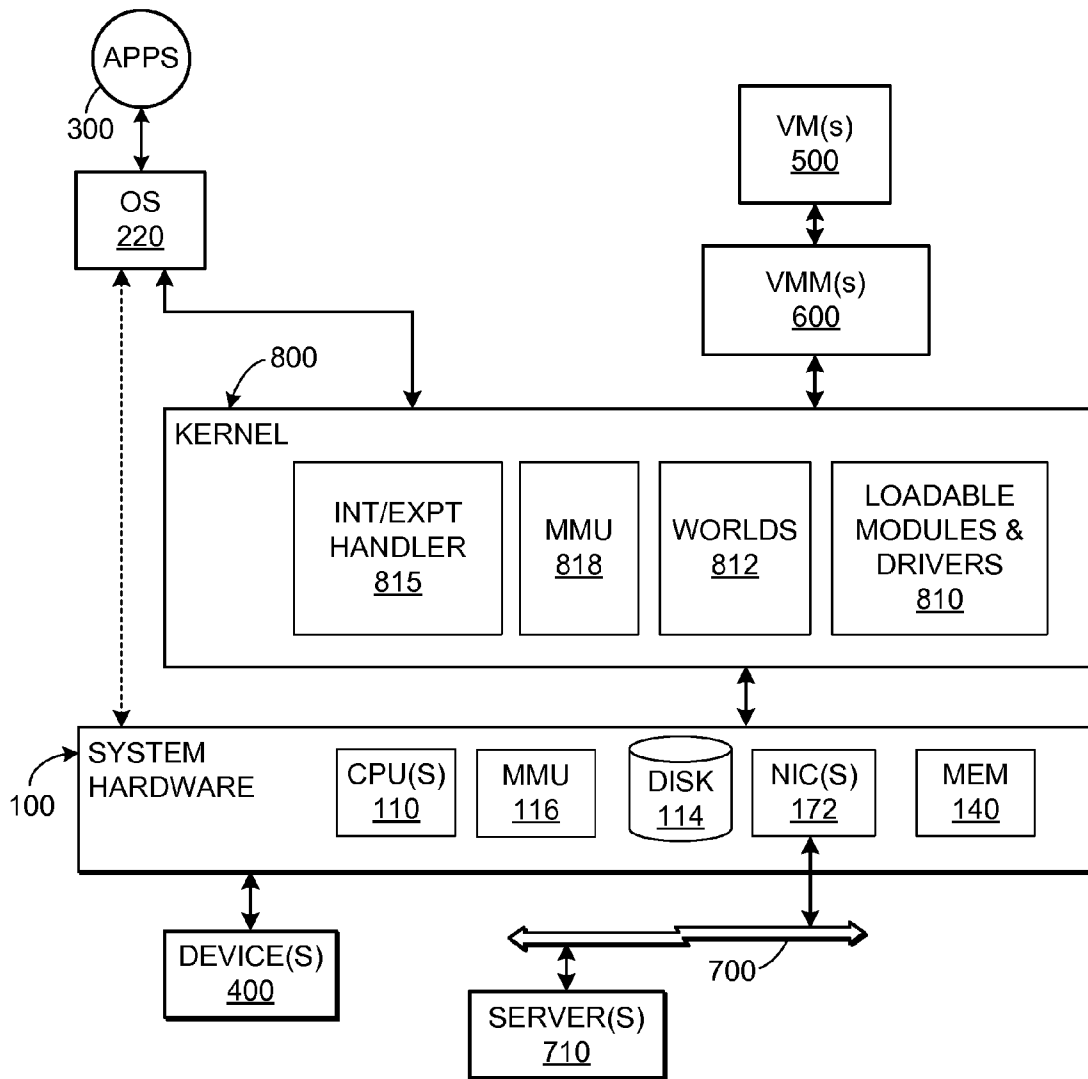 APPS
300
VM(s)
500
OS
220
VMM(s)
600
800
KERNEL
INT/EXPT
HANDLER
815
MMU
818
WORLDS
812
LOADABLE
MODULES &
DRIVERS
810
SYSTEM
HARDWARE
100
CPU(S)
110
MMU
116
DISK
114
NIC(S)
172
MEM
140
DEVICE(S)
400
700
SERVER(S)
710